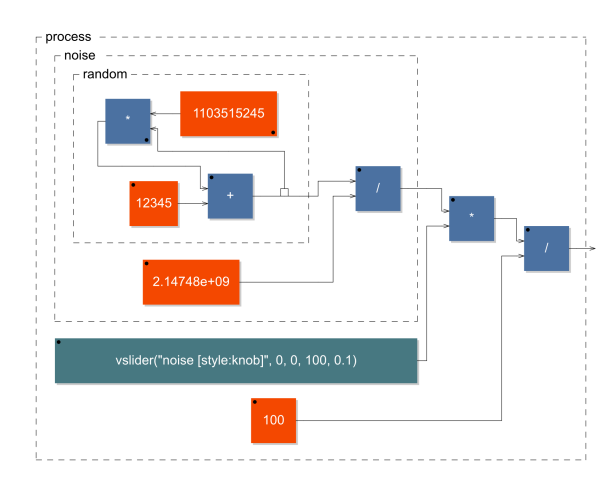 process
noise
random
*
1103515245
12345
+
/
*
/
2.14748e+09
vslider("noise [style:knob]", 0, 0, 100, 0.1)
100